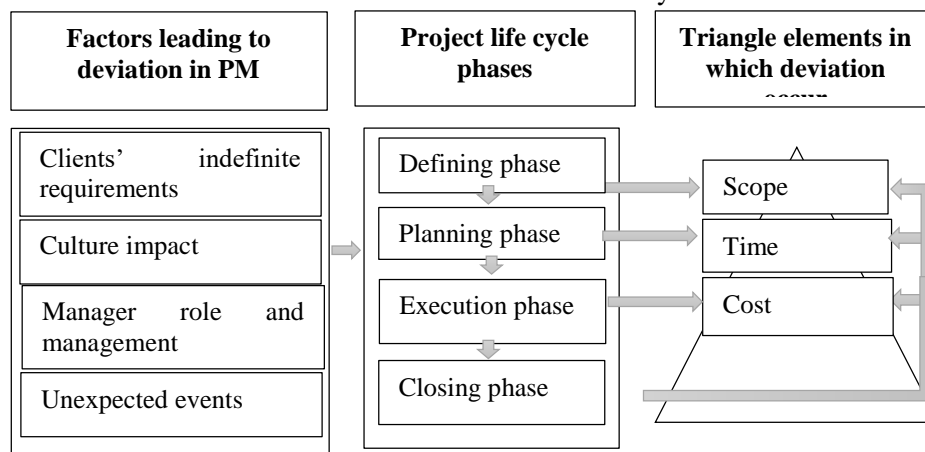 Factors leading to
deviation in PM
Project life cycle
phases
Triangle elements in
which deviation
occur
Clients' indefinite
requirements
Culture impact
Manager role and
management
Unexpected events
Defining phase
Planning phase
Execution phase
Closing phase
Scope
Time
Cost